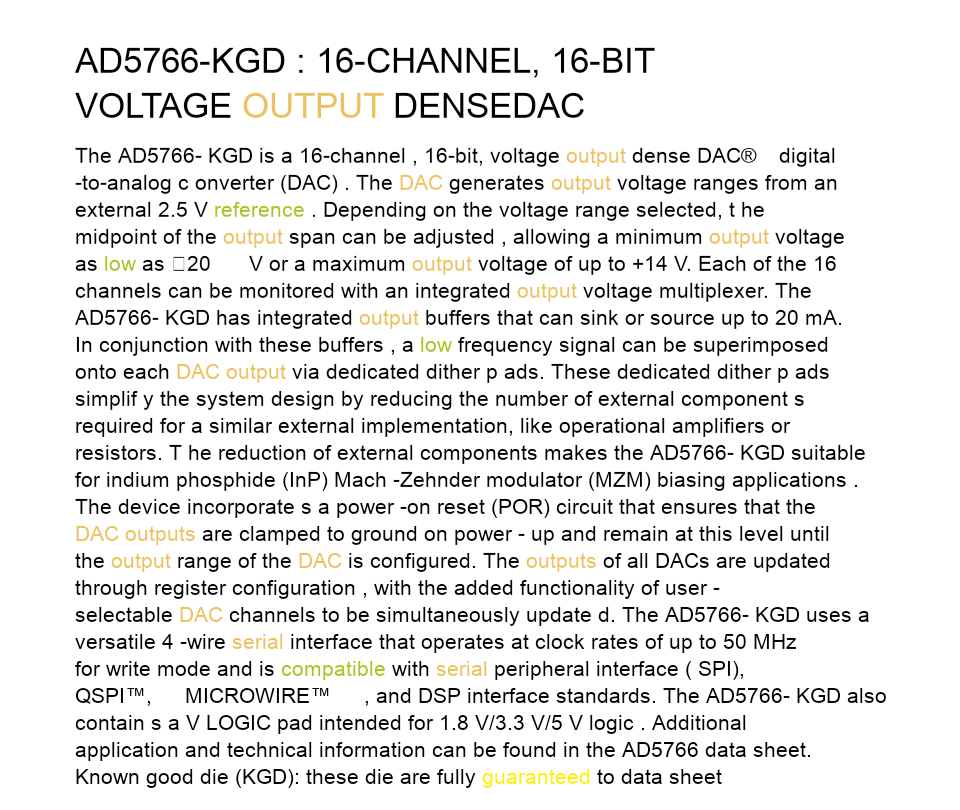 AD5766-KGD : 16-CHANNEL, 16-BIT
VOLTAGE OUTPUT DENSEDAC
The AD5766- KGD is a 16-channel , 16-bit, voltage output dense DAC® digital
-to-analog c onverter (DAC) . The DAC generates output voltage ranges from an
external 2.5 V reference . Depending on the voltage range selected, t he
midpoint of the output span can be adjusted , allowing a minimum output voltage
as low as □20 V or a maximum output voltage of up to +14 V. Each of the 16
channels can be monitored with an integrated output voltage multiplexer. The
AD5766- KGD has integrated output buffers that can sink or source up to 20 mA.
In conjunction with these buffers , a low frequency signal can be superimposed
onto each DAC output via dedicated dither p ads. These dedicated dither p ads
simplif y the system design by reducing the number of external component s
required for a similar external implementation, like operational amplifiers or
resistors. T he reduction of external components makes the AD5766- KGD suitable
for indium phosphide (InP) Mach -Zehnder modulator (MZM) biasing applications .
The device incorporate s a power -on reset (POR) circuit that ensures that the
DAC outputs are clamped to ground on power - up and remain at this level until
the output range of the DAC is configured. The outputs of all DACs are updated
through register configuration , with the added functionality of user -
selectable DAC channels to be simultaneously update d. The AD5766- KGD uses a
versatile 4 -wire serial interface that operates at clock rates of up to 50 MHz
for write mode and is compatible with serial peripheral interface ( SPI),
QSPI™, MICROWIRE™ , and DSP interface standards. The AD5766- KGD also
contain s a V LOGIC pad intended for 1.8 V/3.3 V/5 V logic . Additional
application and technical information can be found in the AD5766 data sheet.
Known good die (KGD): these die are fully guaranteed to data sheet